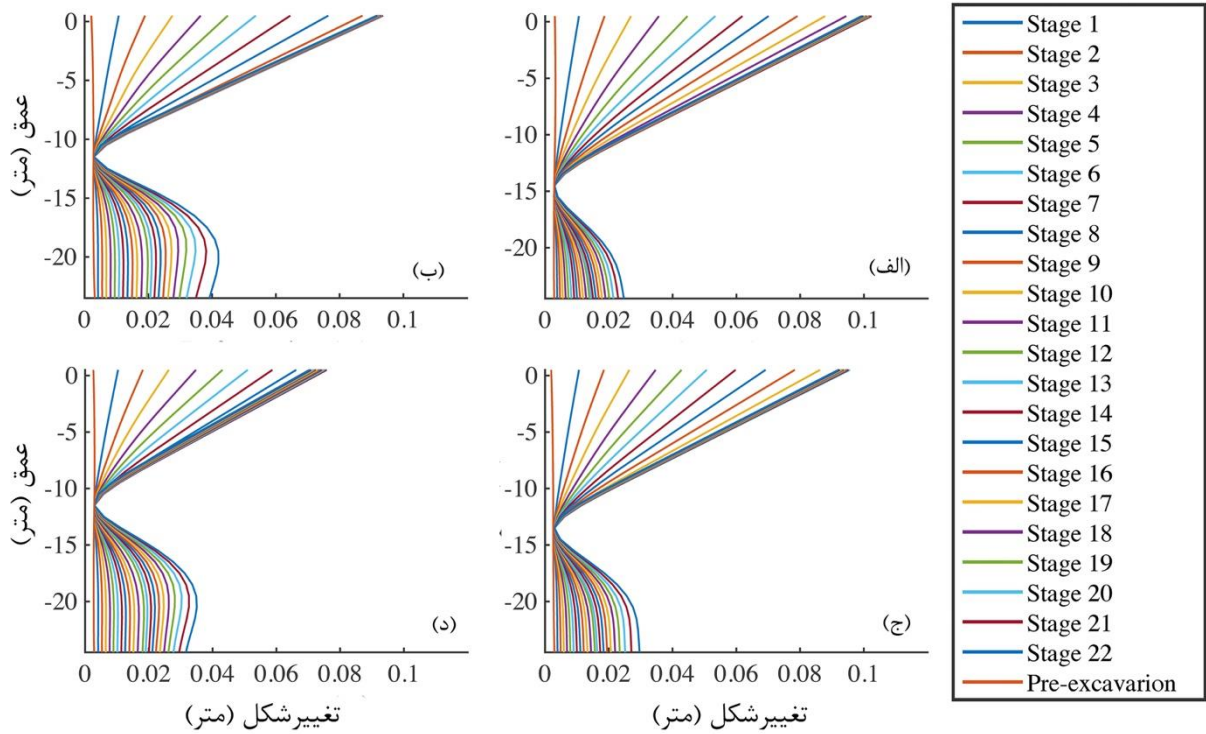 0
-5
-10
-15
-20
عمق (متر)
(ب)
0 0.02 0.04 0.06 0.08 0.1
0
-5
-10
-15
-20
(الف)
0 0.02 0.04 0.06 0.08 0.1
0
-5
-10
-15
-20
عمق (متر)
(د)
0 0.02 0.04 0.06 0.08 0.1
تغییرشکل (متر)
0
-5
-10
-15
-20
(ج)
0 0.02 0.04 0.06 0.08 0.1
تغییرشکل (متر)
Stage 1
Stage 2
Stage 3
Stage 4
Stage 5
Stage 6
Stage 7
Stage 8
Stage 9
Stage 10
Stage 11
Stage 12
Stage 13
Stage 14
Stage 15
Stage 16
Stage 17
Stage 18
Stage 19
Stage 20
Stage 21
Stage 22
Pre-excavarion